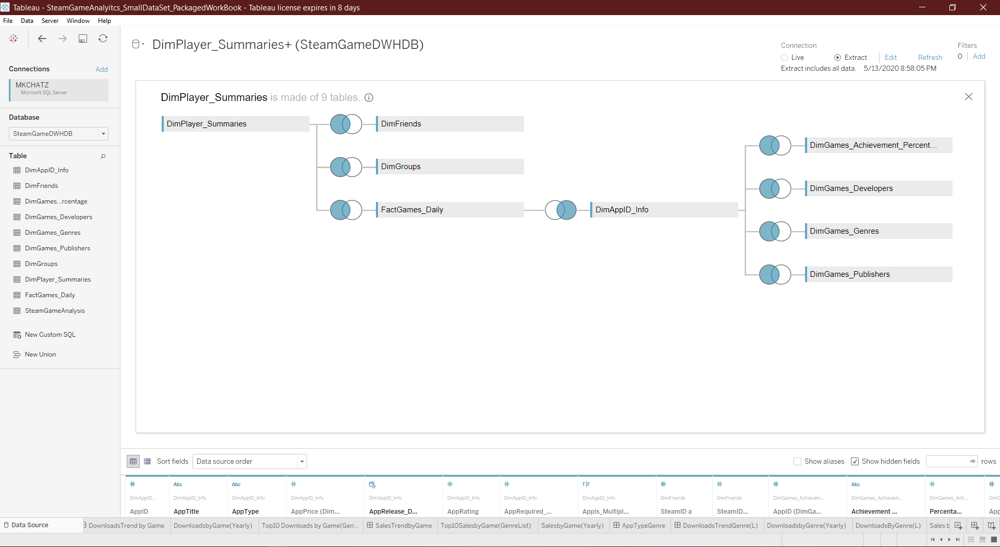 Tableau - SteamGameAnalyitcs_SmallDataSet_PackagedWorkBook - Tableau license expires in 8 days
File Data Server Window Help
DimPlayer_Summaries+ (SteamGameDWHDB)
Connection
Live Extract Edit Refresh
Extract includes all data. 5/13/2020 8:58:05 PM
Filters
0 Add
Connections Add
MKCHATZ
Microsoft SQL Server
Database
SteamGameDWHDB
Table
DimAppID_Info
DimFriends
DimGames...rcentage
DimGames_Developers
DimGames_Genres
DimGames_Publishers
DimGroups
DimPlayer_Summaries
FactGames_Daily
SteamGameAnalysis
New Custom SQL
New Union
DimPlayer_Summaries is made of 9 tables.
DimPlayer_Summaries
DimFriends
DimGroups
FactGames_Daily
DimAppID_Info
DimGames_Achievement_Percent...
DimGames_Developers
DimGames_Genres
DimGames_Publishers
Sort fields Data source order Show aliases Show hidden fields rows
# Abc Abc # # # T|F # # # Abc # #
DimAppID... DimAppID_Info DimAppID_Info DimAppID_Info DimAppID_Info DimAppID_Info DimAppID_Info DimAppID_Info DimFriends DimFriends DimGames_Achievem... DimGames_Achievem... DimGames_Ach... DimG
AppID AppTitle AppType AppPrice (Dim... AppRelease_D... AppRating AppRequired_... AppIs_Multipl... SteamID a SteamID... AppID (DimGa... Achievement ... Percenta... App
Data Source DownloadsTrend by Game DownloadsbyGame(Yearly) Top10 Downloads by Game(Gen... SalesTrendbyGame Top10SalesbyGame(GenreList) SalesbyGame(Yearly) AppTypeGenre DownloadsTrendGenre(L) DownloadsbyGenre(Yearly) DownloadsByGenre(L) Sales b